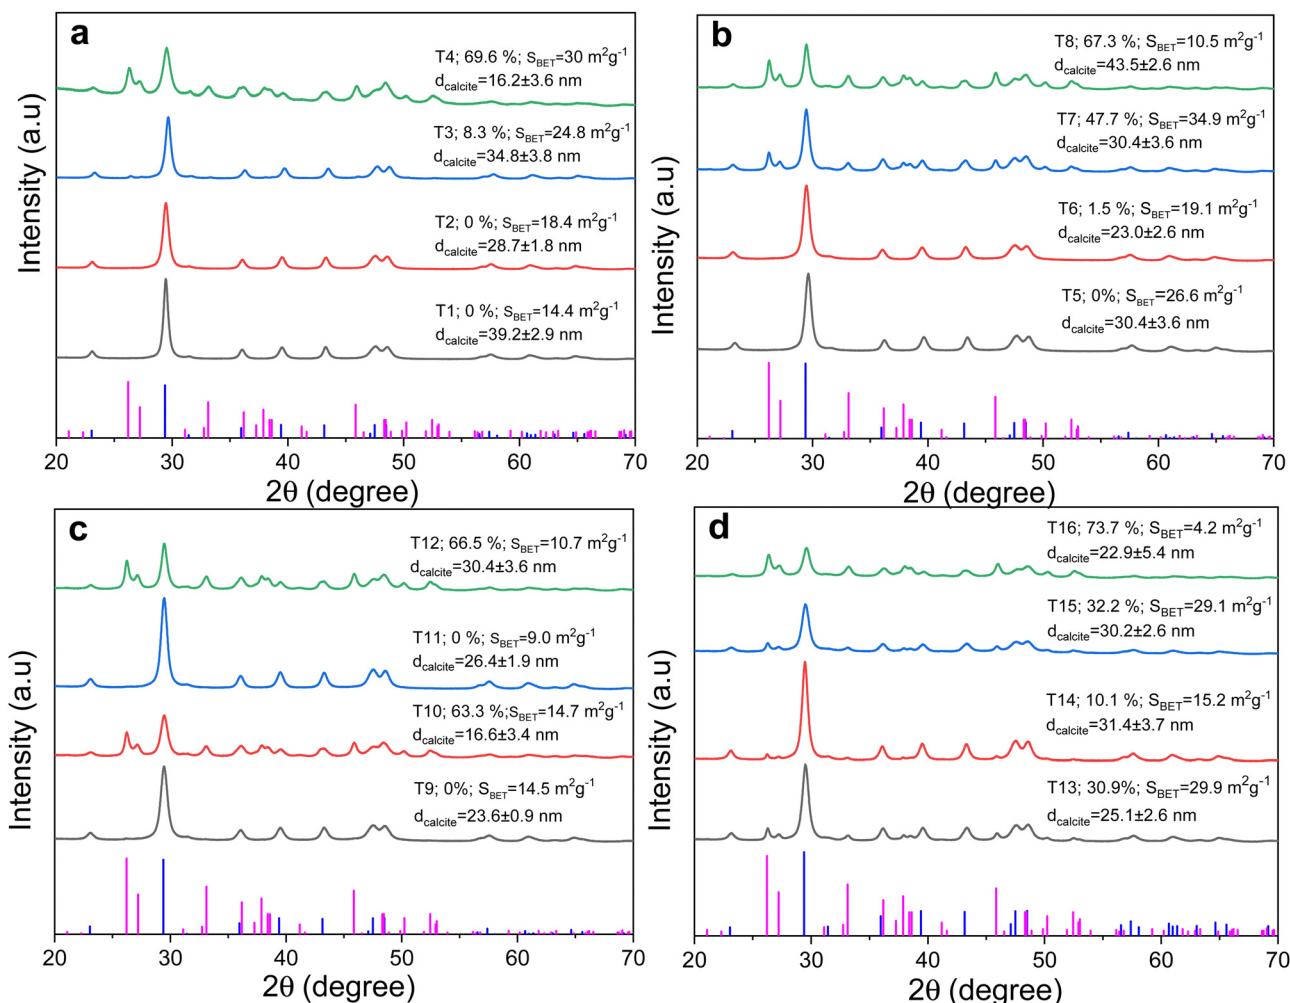 a
T4; 69.6 %; SBET=30 m²g⁻¹
dcalcite=16.2±3.6 nm
T3; 8.3 %; SBET=24.8 m²g⁻¹
dcalcite=34.8±3.8 nm
T2; 0 %; SBET=18.4 m²g⁻¹
dcalcite=28.7±1.8 nm
T1; 0 %; SBET=14.4 m²g⁻¹
dcalcite=39.2±2.9 nm
Intensity (a.u)
20 30 40 50 60 70
2θ (degree)
b
T8; 67.3 %; SBET=10.5 m²g⁻¹
dcalcite=43.5±2.6 nm
T7; 47.7 %; SBET=34.9 m²g⁻¹
dcalcite=30.4±3.6 nm
T6; 1.5 %; SBET=19.1 m²g⁻¹
dcalcite=23.0±2.6 nm
T5; 0%; SBET=26.6 m²g⁻¹
dcalcite=30.4±3.6 nm
Intensity (a.u)
20 30 40 50 60 70
2θ (degree)
c
T12; 66.5 %; SBET=10.7 m²g⁻¹
dcalcite=30.4±3.6 nm
T11; 0 %; SBET=9.0 m²g⁻¹
dcalcite=26.4±1.9 nm
T10; 63.3 %;SBET=14.7 m²g⁻¹
dcalcite=16.6±3.4 nm
T9; 0%; SBET=14.5 m²g⁻¹
dcalcite=23.6±0.9 nm
Intensity (a.u)
20 30 40 50 60 70
2θ (degree)
d
T16; 73.7 %; SBET=4.2 m²g⁻¹
dcalcite=22.9±5.4 nm
T15; 32.2 %; SBET=29.1 m²g⁻¹
dcalcite=30.2±2.6 nm
T14; 10.1 %; SBET=15.2 m²g⁻¹
dcalcite=31.4±3.7 nm
T13; 30.9%; SBET=29.9 m²g⁻¹
dcalcite=25.1±2.6 nm
Intensity (a.u)
20 30 40 50 60 70
2θ (degree)